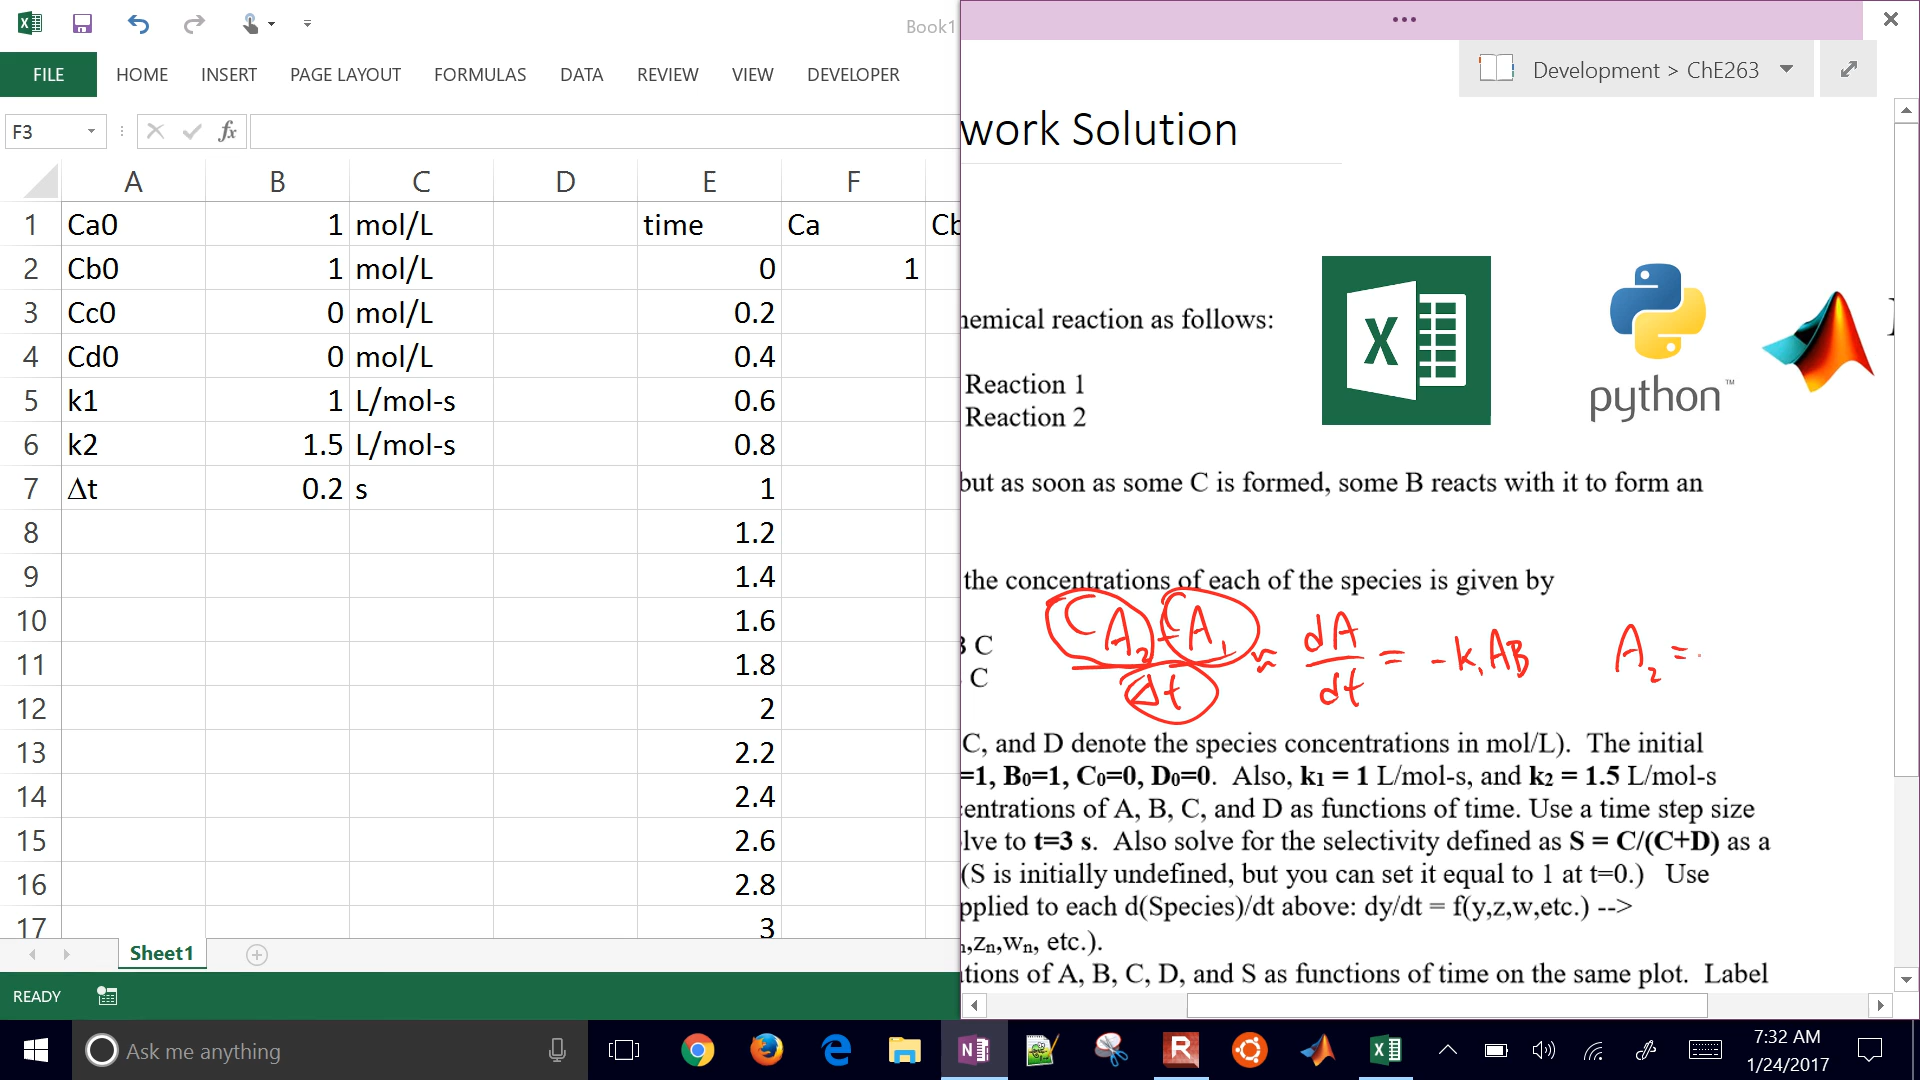 Book1
FILE HOME INSERT PAGE LAYOUT FORMULAS DATA REVIEW VIEW DEVELOPER
F3 fx
A B C D E F
1 Ca0 1 mol/L time Ca Cb
2 Cb0 1 mol/L 0 1
3 Cc0 0 mol/L 0.2
4 Cd0 0 mol/L 0.4
5 k1 1 L/mol-s 0.6
6 k2 1.5 L/mol-s 0.8
7 Δt 0.2 s 1
8 1.2
9 1.4
10 1.6
11 1.8
12 2
13 2.2
14 2.4
15 2.6
16 2.8
17 3
Sheet1
READY
Development > ChE263
work Solution
hemical reaction as follows:
python™
Reaction 1
Reaction 2
but as soon as some C is formed, some B reacts with it to form an
the concentrations of each of the species is given by
B C
C
(C_A2 - C_A1)/Δt ≈ dA/dt = -k1AB A2 =
C, and D denote the species concentrations in mol/L). The initial
=1, B0=1, C0=0, D0=0. Also, k1 = 1 L/mol-s, and k2 = 1.5 L/mol-s
centrations of A, B, C, and D as functions of time. Use a time step size
lve to t=3 s. Also solve for the selectivity defined as S = C/(C+D) as a
(S is initially undefined, but you can set it equal to 1 at t=0.) Use
pplied to each d(Species)/dt above: dy/dt = f(y,z,w,etc.) -->
n,zn,wn, etc.).
tions of A, B, C, D, and S as functions of time on the same plot. Label
Ask me anything
7:32 AM
1/24/2017